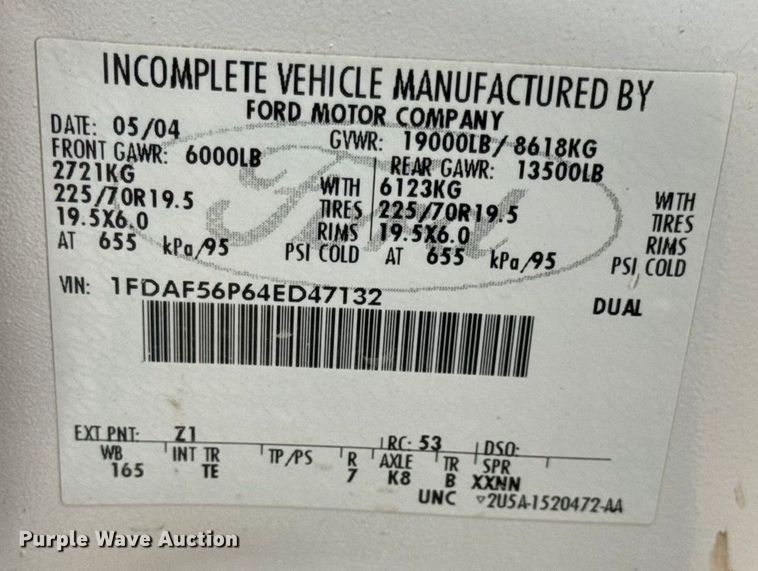 INCOMPLETE VEHICLE MANUFACTURED BY
FORD MOTOR COMPANY
DATE: 05/04 GVWR: 19000LB/8618KG
FRONT GAWR: 6000LB REAR GAWR: 13500LB
2721KG WITH 6123KG WITH
225/70R19.5 TIRES 225/70R19.5 TIRES
19.5X6.0 RIMS 19.5X6.0 RIMS
AT 655 kPa/95 PSI COLD AT 655 kPa/95 PSI COLD
VIN: 1FDAF56P64ED47132 DUAL
Ford
EXT PNT: Z1 RC: 53 DSO:
WB INT TR TP/PS R AXLE TR SPR
165 TE 7 K8 B XXNN
UNC 2U5A-1520472-AA
Purple Wave Auction